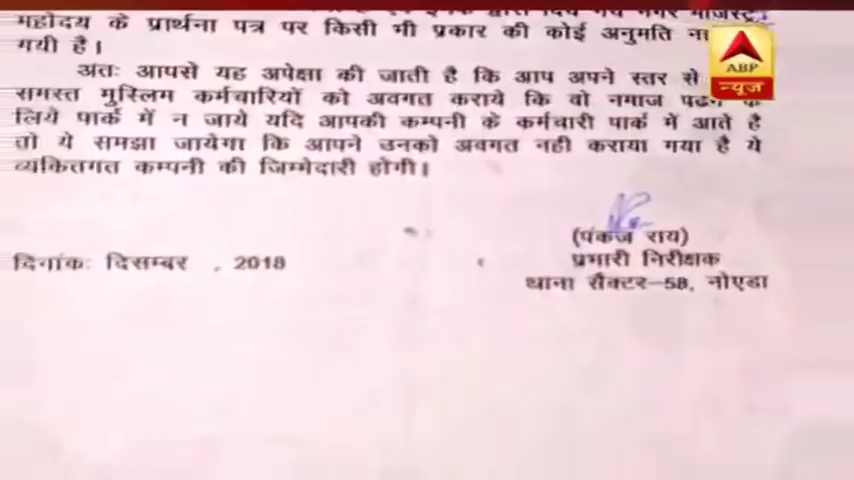 महोदय के प्रार्थना पत्र पर किसी भी प्रकार की कोई अनुमति
गयी है।
अतः आपसे यह अपेक्षा की जाती है कि आप अपने स्तर से
समस्त मुस्लिम कर्मचारियों को अवगत कराये कि वो नमाज पढने के
लिये पार्क में न जाये यदि आपकी कम्पनी के कर्मचारी पार्क में आते है
तो ये समझा जायेगा कि आपने उनको अवगत नही कराया गया है ये
व्यकितगत कम्पनी की जिम्मेदारी होगी।
(पंकज राय)
दिनांकः दिसम्बर , 2018
प्रभारी निरीक्षक
थाना सैक्टर-58, नोएडा
ABP
न्यूज़